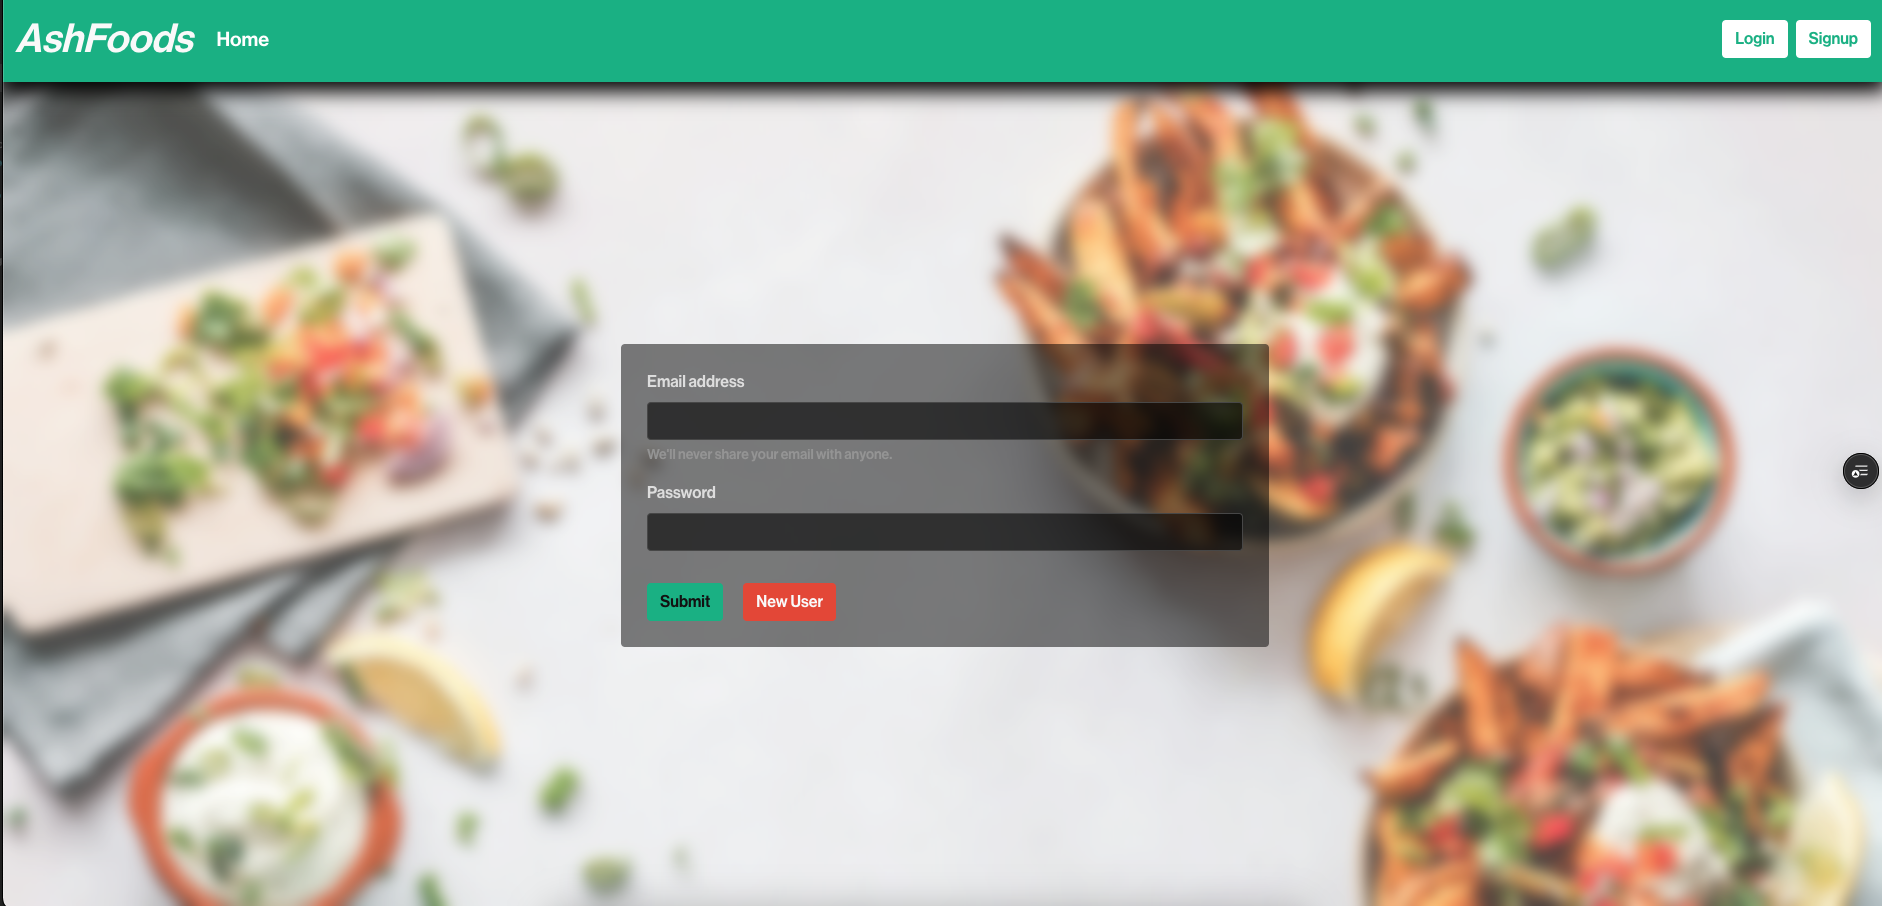 AshFoods Home Login Signup
Email address
We'll never share your email with anyone.
Password
Submit New User